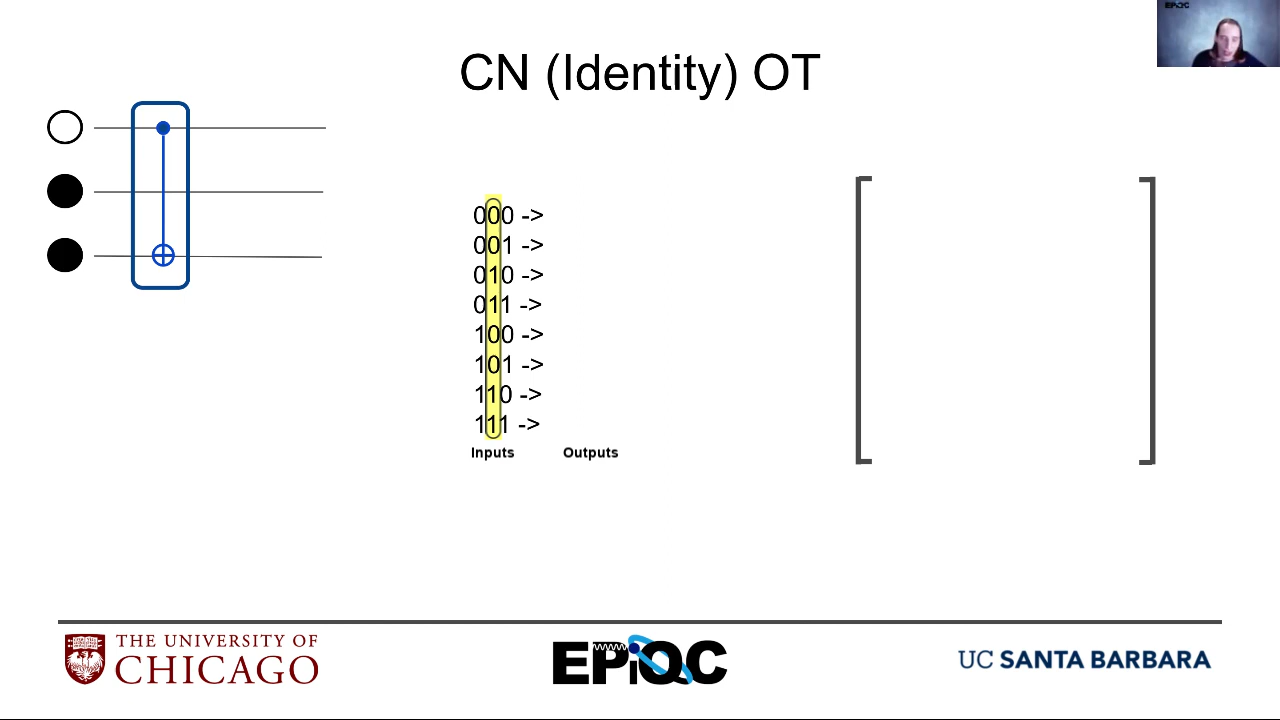 EPiQC
CN (Identity) OT
000 ->
001 ->
010 ->
011 ->
100 ->
101 ->
110 ->
111 ->
Inputs Outputs
THE UNIVERSITY OF
CHICAGO
EPiQC
UC SANTA BARBARA